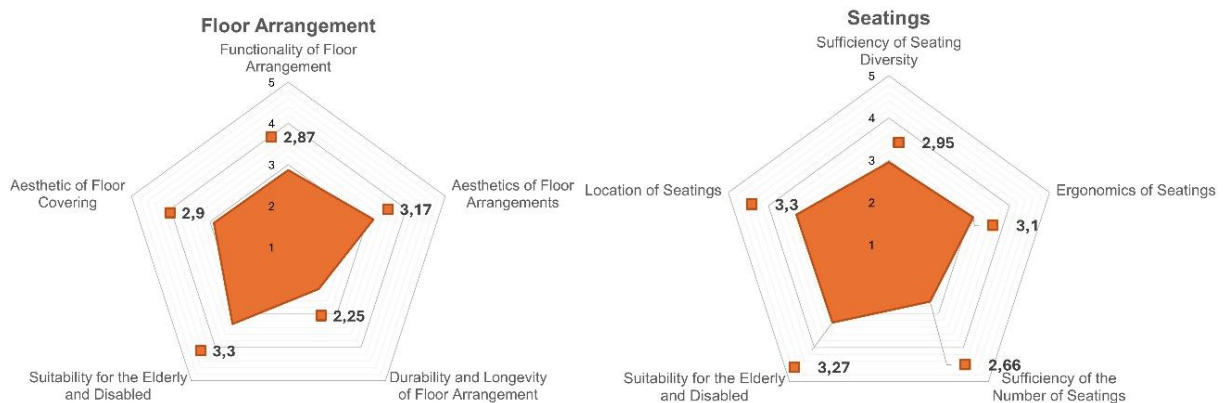 Floor Arrangement
Functionality of Floor
Arrangement
5
4
3
2
1
2,87
3,17
2,25
3,3
2,9
Aesthetic of Floor
Covering
Aesthetics of Floor
Arrangements
Suitability for the Elderly
and Disabled
Durability and Longevity
of Floor Arrangement
Seatings
Sufficiency of Seating
Diversity
5
4
3
2
1
2,95
3,1
2,66
3,27
3,3
Location of Seatings
Ergonomics of Seatings
Suitability for the Elderly
and Disabled
Sufficiency of the
Number of Seatings